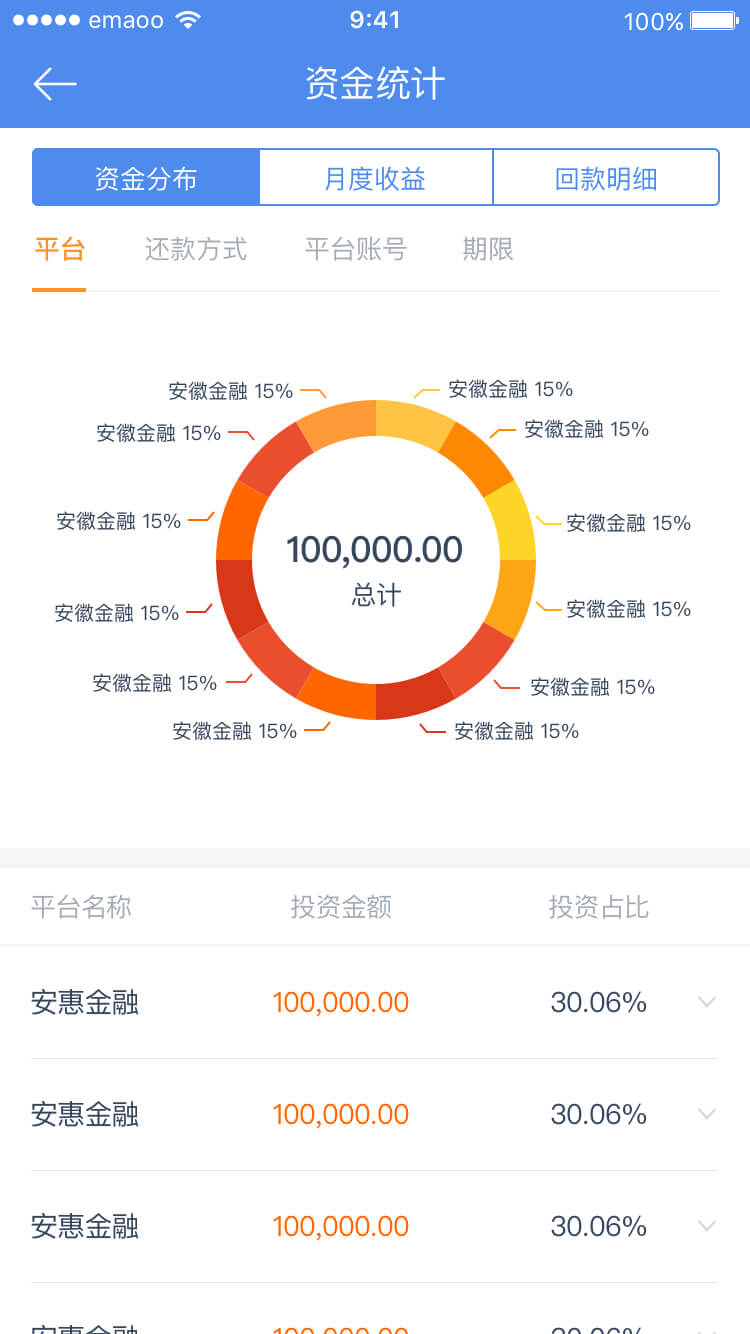 emaoo 9:41 100%
资金统计
资金分布 月度收益 回款明细
平台 还款方式 平台账号 期限
安徽金融 15% 安徽金融 15%
安徽金融 15% 安徽金融 15%
安徽金融 15% 安徽金融 15%
100,000.00
总计
安徽金融 15% 安徽金融 15%
安徽金融 15% 安徽金融 15%
安徽金融 15% 安徽金融 15%
平台名称 投资金额 投资占比
安惠金融 100,000.00 30.06%
安惠金融 100,000.00 30.06%
安惠金融 100,000.00 30.06%